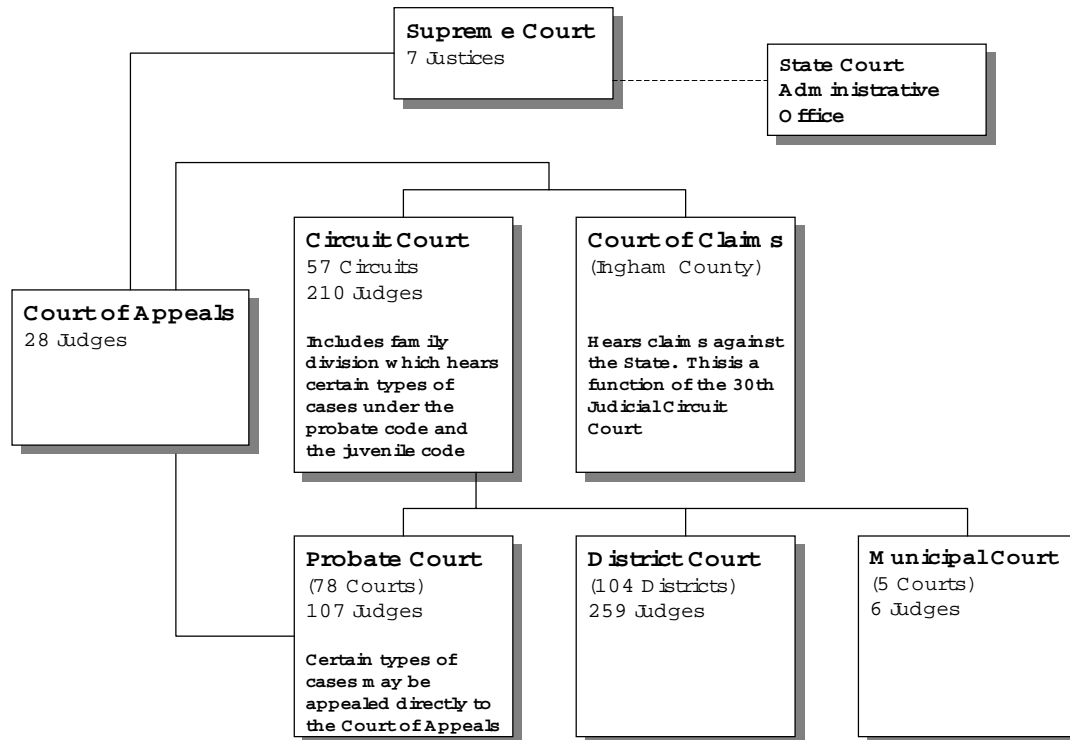 Supreme Court
7 Justices
State Court
Administrative
Office
Circuit Court
57 Circuits
210 Judges
Includes family
division which hears
certain types of
cases under the
probate code and
the juvenile code
Court of Claims
(Ingham County)
Hears claims against
the State. This is a
function of the 30th
Judicial Circuit
Court
Court of Appeals
28 Judges
Probate Court
(78 Courts)
107 Judges
Certain types of
cases may be
appealed directly to
the Court of Appeals
District Court
(104 Districts)
259 Judges
Municipal Court
(5 Courts)
6 Judges